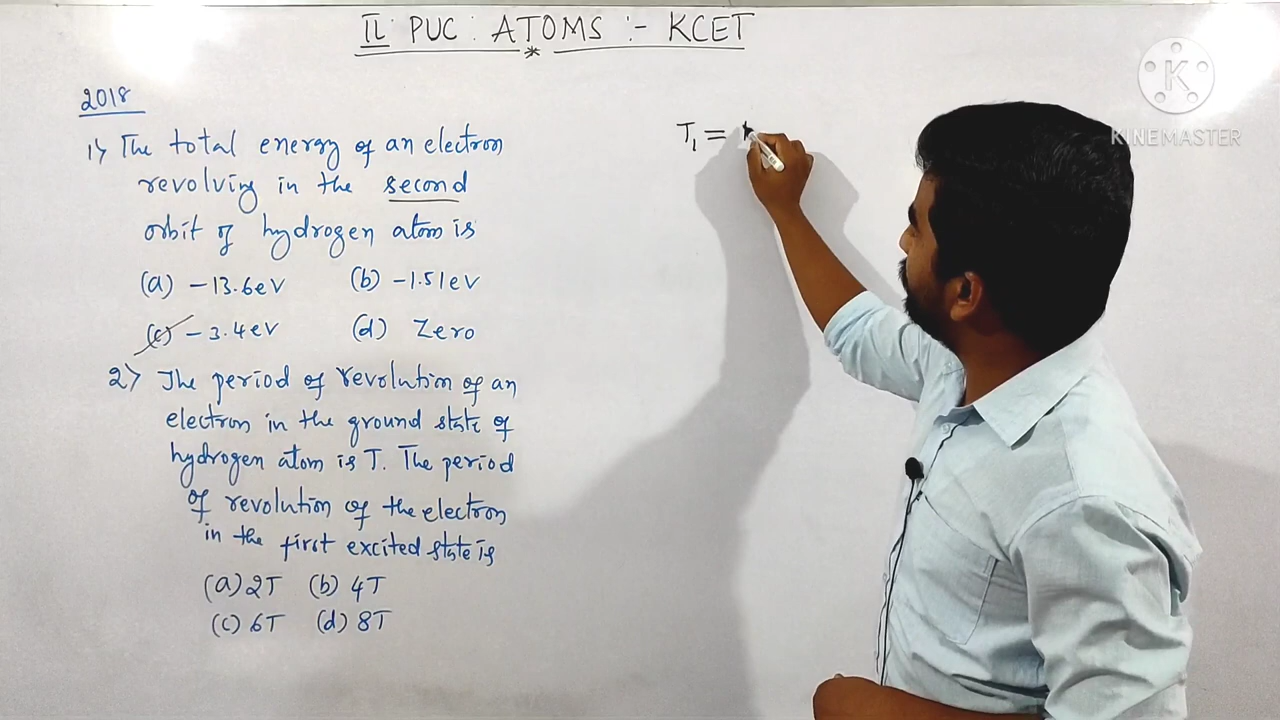 II PUC : ATOMS :- KCET
*
K
KINEMASTER
2018
1) The total energy of an electron
revolving in the second
orbit of hydrogen atom is
(a) -13.6eV (b) -1.51eV
(c) -3.4eV (d) Zero
2) The period of revolution of an
electron in the ground state of
hydrogen atom is T. The period
of revolution of the electron
in the first excited state is
(a) 2T (b) 4T
(c) 6T (d) 8T
T₁ =